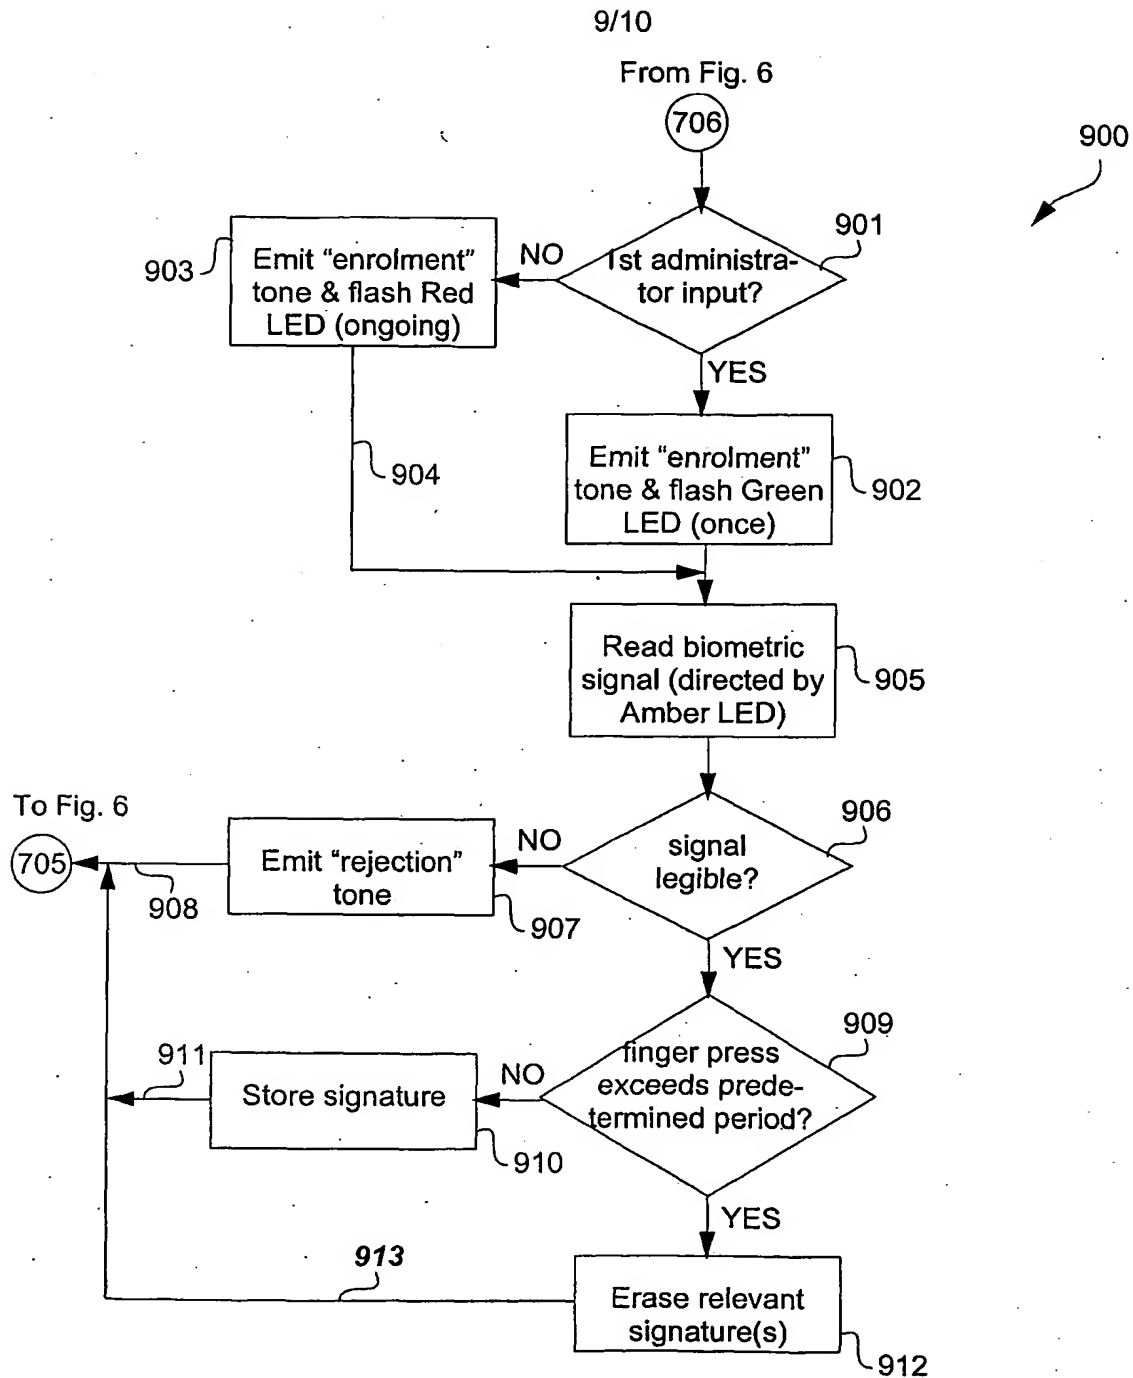 9/10
From Fig. 6
706
900
901
1st administra-
tor input?
NO
903
Emit “enrolment”
tone & flash Red
LED (ongoing)
YES
904
Emit “enrolment”
tone & flash Green
LED (once)
902
Read biometric
signal (directed by
Amber LED)
905
To Fig. 6
705
906
signal
legible?
NO
Emit “rejection”
tone
908
907
YES
909
finger press
exceeds prede-
termined period?
NO
911
Store signature
910
YES
913
Erase relevant
signature(s)
912